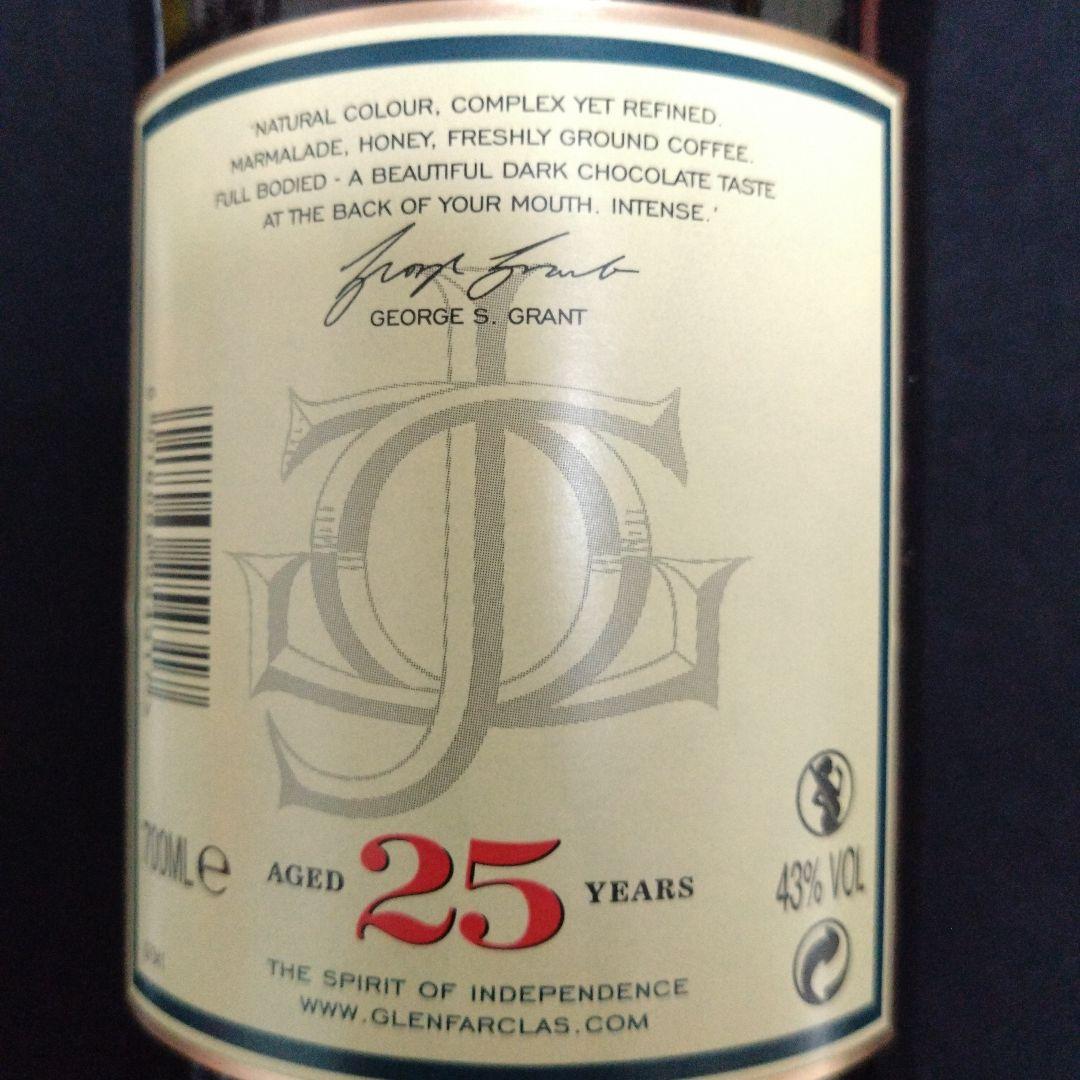 'NATURAL COLOUR, COMPLEX YET REFINED.
MARMALADE, HONEY, FRESHLY GROUND COFFEE.
FULL BODIED - A BEAUTIFUL DARK CHOCOLATE TASTE
AT THE BACK OF YOUR MOUTH. INTENSE.'
GEORGE S. GRANT
700ML e
AGED 25 YEARS
43% VOL
THE SPIRIT OF INDEPENDENCE
WWW.GLENFARCLAS.COM